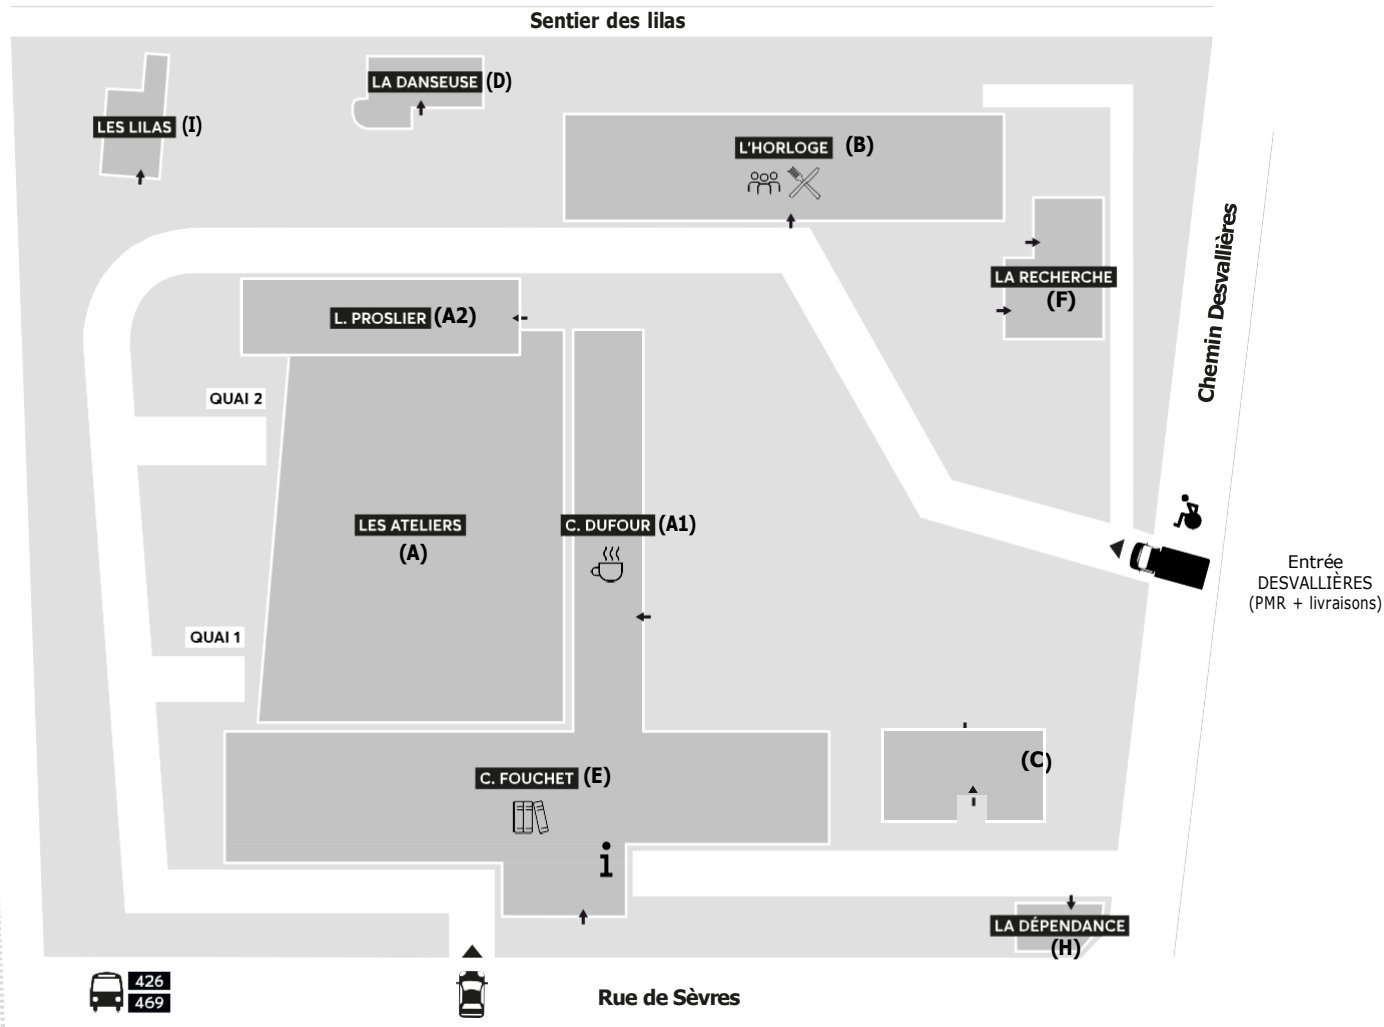 Sentier des lilas
LA DANSEUSE (D)
LES LILAS (I)
L'HORLOGE (B)
Chemin Desvallières
LA RECHERCHE
(F)
L. PROSLIER (A2)
QUAI 2
LES ATELIERS
(A)
C. DUFOUR (A1)
Entrée
DESVALLIÈRES
(PMR + livraisons)
QUAI 1
(C)
C. FOUCHET (E)
i
LA DÉPENDANCE
(H)
426
469
Rue de Sèvres